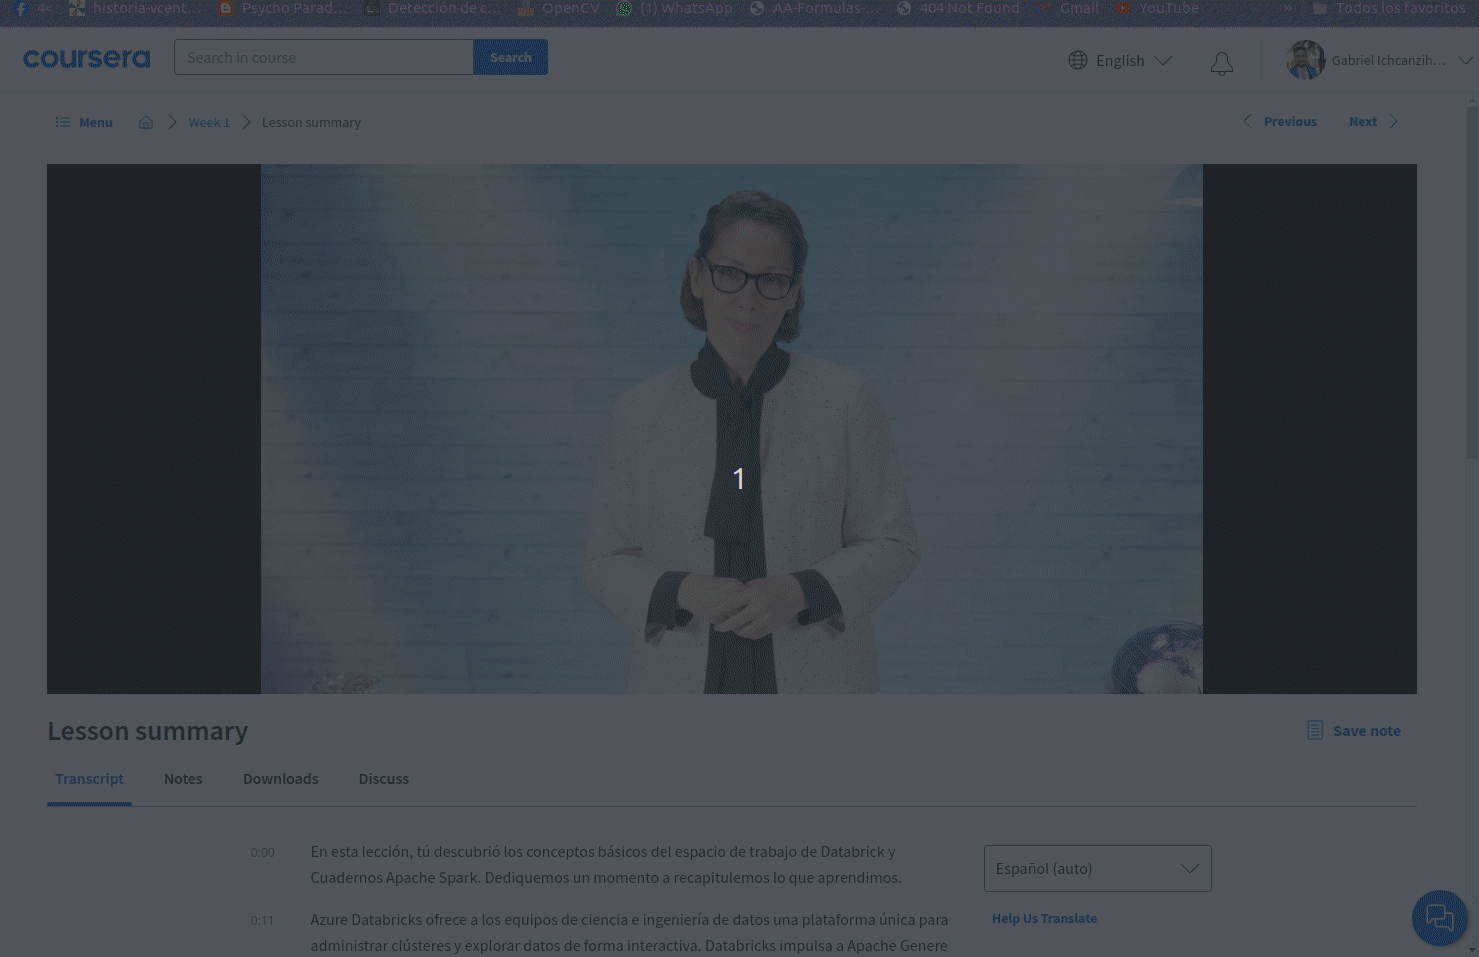 4<
historia-vcent...
Psycho Parad...
Detección de c...
OpenCV
(1) WhatsApp
AA-Formulas-...
404 Not Found
Gmail
YouTube
»
Todos los favoritos
coursera
Search in course
Search
English
Gabriel Ichcanzih...
Menu
Week 1
Lesson summary
Previous
Next
1
Lesson summary
Save note
Transcript
Notes
Downloads
Discuss
0:00
En esta lección, tú descubrió los conceptos básicos del espacio de trabajo de Databrick y
Cuadernos Apache Spark. Dediquemos un momento a recapitulemos lo que aprendimos.
Español (auto)
Help Us Translate
0:11
Azure Databricks ofrece a los equipos de ciencia e ingeniería de datos una plataforma única para
administrar clústeres y explorar datos de forma interactiva. Databricks impulsa a Apache Genere